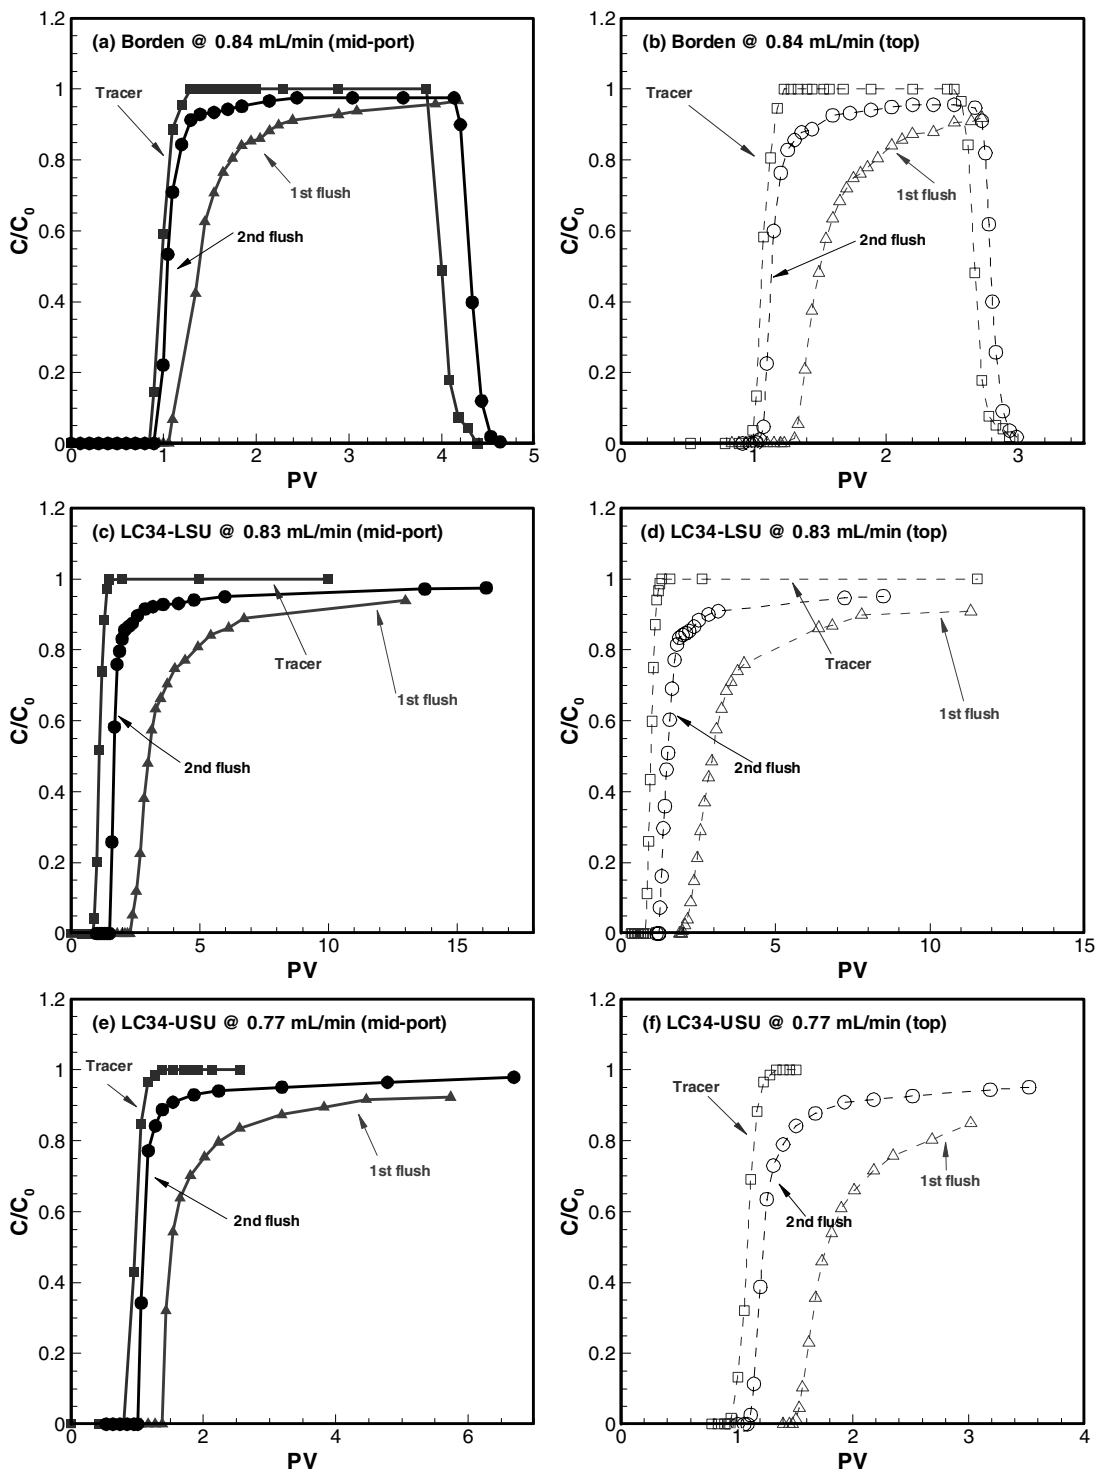 (a) Borden @ 0.84 mL/min (mid-port)
C/C0
1.2
1
0.8
0.6
0.4
0.2
0
Tracer
1st flush
2nd flush
0 1 2 3 4 5
PV
(b) Borden @ 0.84 mL/min (top)
C/C0
1.2
1
0.8
0.6
0.4
0.2
0
Tracer
1st flush
2nd flush
0 1 2 3
PV
(c) LC34-LSU @ 0.83 mL/min (mid-port)
C/C0
1.2
1
0.8
0.6
0.4
0.2
0
Tracer
1st flush
2nd flush
0 5 10 15
PV
(d) LC34-LSU @ 0.83 mL/min (top)
C/C0
1.2
1
0.8
0.6
0.4
0.2
0
Tracer
1st flush
2nd flush
0 5 10 15
PV
(e) LC34-USU @ 0.77 mL/min (mid-port)
C/C0
1.2
1
0.8
0.6
0.4
0.2
0
Tracer
1st flush
2nd flush
0 2 4 6
PV
(f) LC34-USU @ 0.77 mL/min (top)
C/C0
1.2
1
0.8
0.6
0.4
0.2
0
Tracer
1st flush
2nd flush
0 1 2 3 4
PV